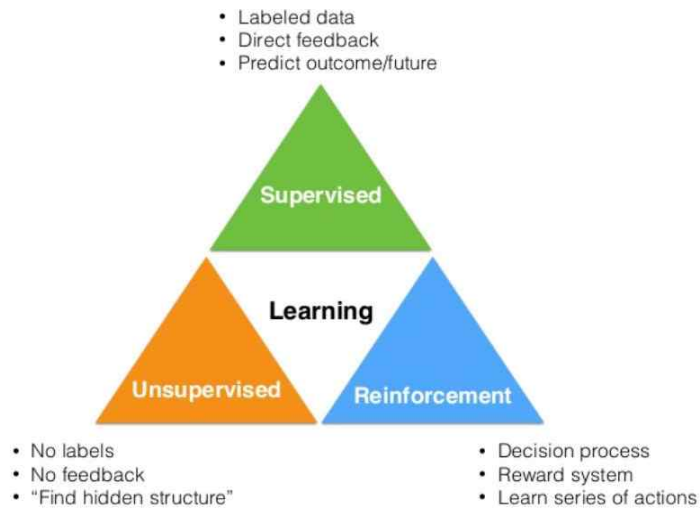 • Labeled data
• Direct feedback
• Predict outcome/future
Supervised
Learning
Unsupervised
Reinforcement
• No labels
• No feedback
• “Find hidden structure”
• Decision process
• Reward system
• Learn series of actions